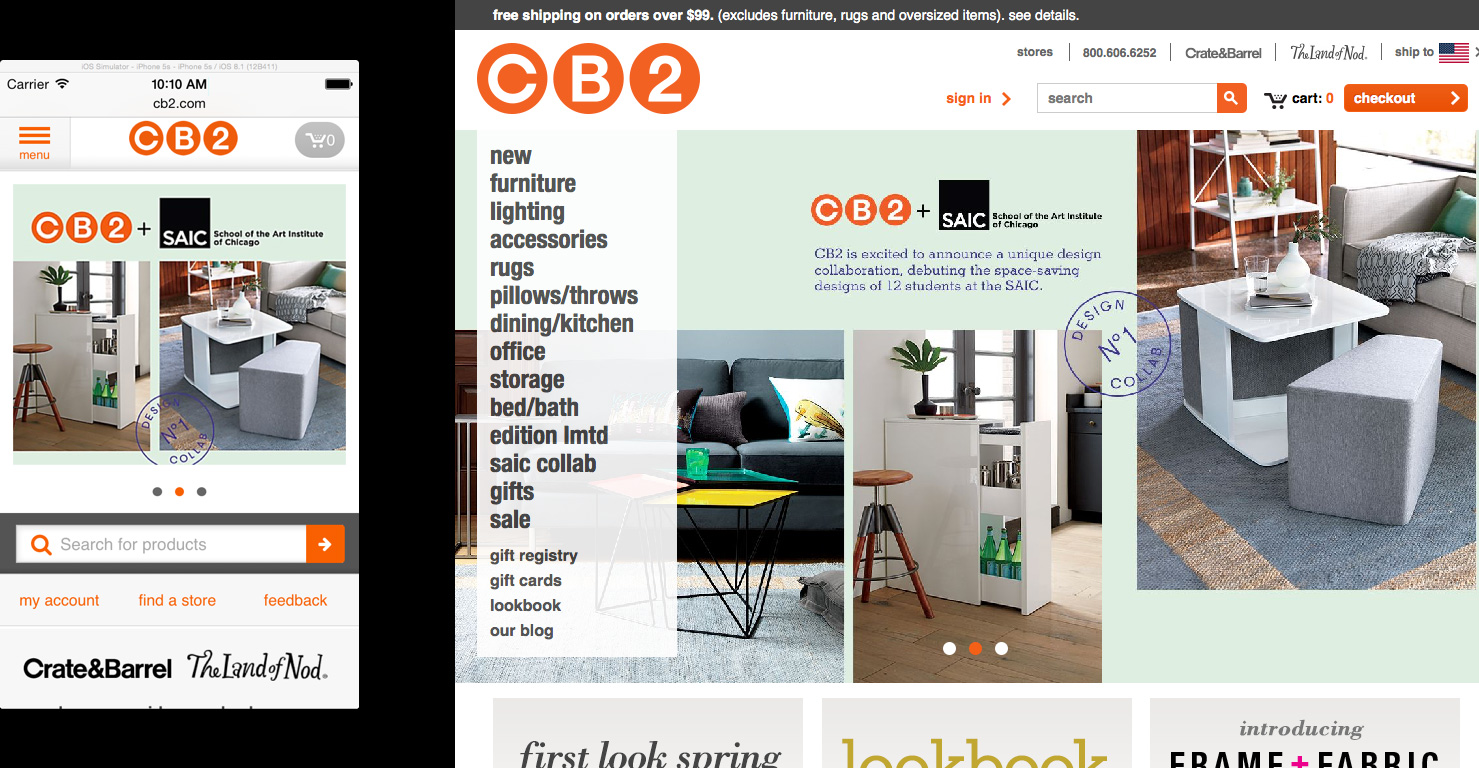 iOS Simulator - iPhone 5s - iPhone 5s / iOS 8.1 (12B411)
Carrier 10:10 AM
cb2.com
menu
CB2
0
CB2 + SAIC School of the Art Institute
of Chicago
DESIGN
Nº1
COLLAB
Search for products
my account find a store feedback
Crate&Barrel The Land of Nod.
free shipping on orders over $99. (excludes furniture, rugs and oversized items). see details.
CB2
stores 800.606.6252 Crate&Barrel The Land of Nod. ship to
sign in search cart: 0 checkout
new
furniture
lighting
accessories
rugs
pillows/throws
dining/kitchen
office
storage
bed/bath
edition lmtd
saic collab
gifts
sale
gift registry
gift cards
lookbook
our blog
CB2 + SAIC School of the Art Institute
of Chicago
CB2 is excited to announce a unique design
collaboration, debuting the space-saving
designs of 12 students at the SAIC.
DESIGN
Nº1
COLLAB
first look spring
lookbook
introducing
FRAME + FABRIC